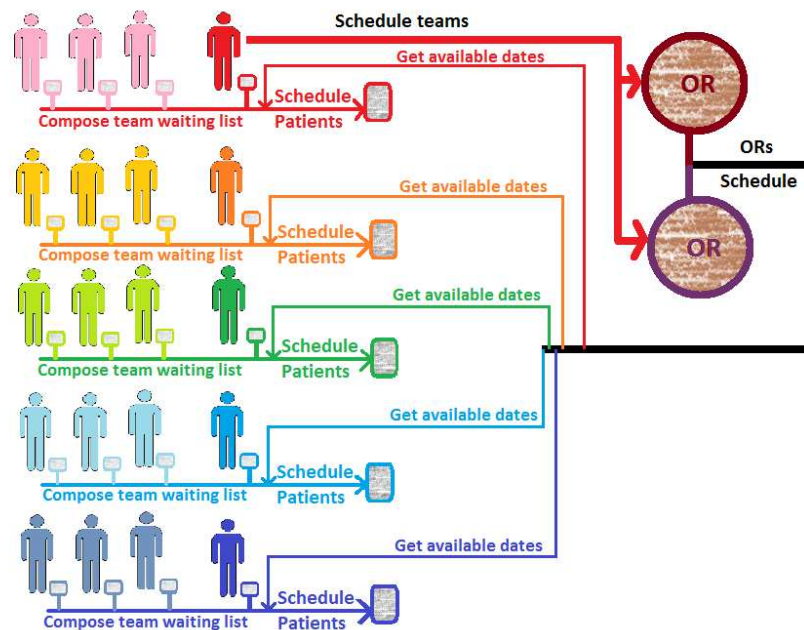 Schedule teams
Get available dates
OR
Schedule
Patients
Compose team waiting list
ORs
Schedule
Get available dates
OR
Schedule
Patients
Compose team waiting list
Get available dates
Schedule
Patients
Compose team waiting list
Get available dates
Schedule
Patients
Compose team waiting list
Get available dates
Schedule
Patients
Compose team waiting list